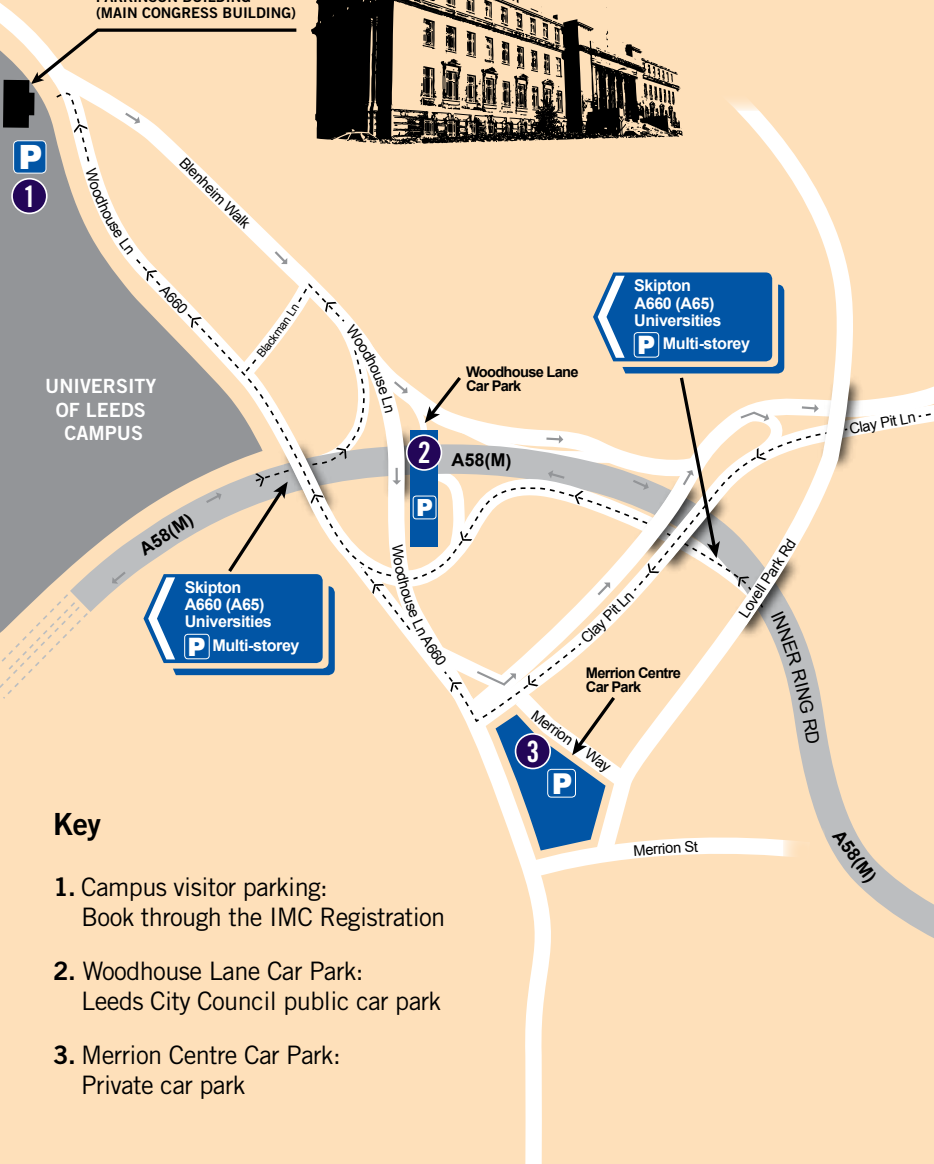 PARKINSON BUILDING
(MAIN CONGRESS BUILDING)
P
1
Woodhouse Ln
Blenheim Walk
A660
Blackman Ln
Woodhouse Ln
Skipton
A660 (A65)
Universities
P Multi-storey
UNIVERSITY
OF LEEDS
CAMPUS
Woodhouse Lane
Car Park
Clay Pit Ln
2
A58(M)
P
A58(M)
Skipton
A660 (A65)
Universities
P Multi-storey
Woodhouse Ln A660
Clay Pit Ln
Lovell Park Rd
INNER RING RD
Merrion Centre
Car Park
Merrion Way
3
P
Merrion St
A58(M)
Key
1. Campus visitor parking:
Book through the IMC Registration
2. Woodhouse Lane Car Park:
Leeds City Council public car park
3. Merrion Centre Car Park:
Private car park